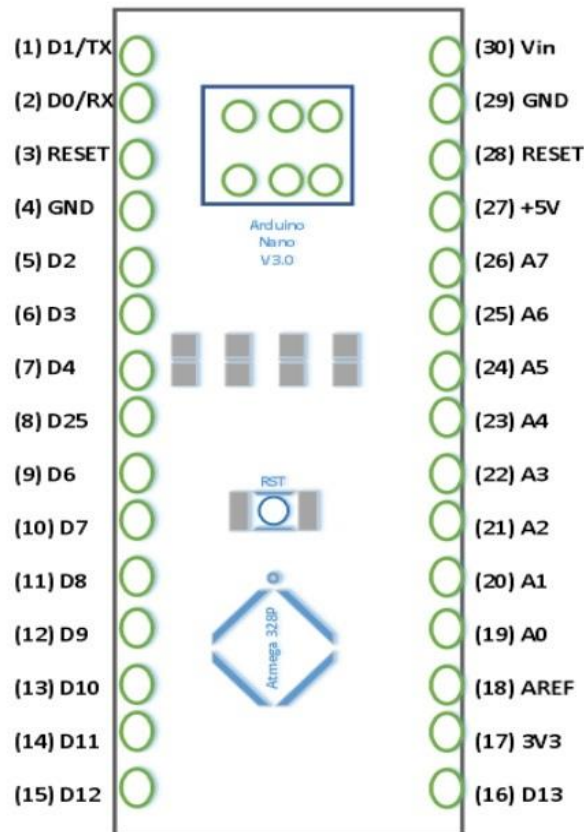 (1) D1/TX
(2) D0/RX
(3) RESET
(4) GND
(5) D2
(6) D3
(7) D4
(8) D25
(9) D6
(10) D7
(11) D8
(12) D9
(13) D10
(14) D11
(15) D12
Arduino
Nano
V3.0
RST
Atmega 328P
(30) Vin
(29) GND
(28) RESET
(27) +5V
(26) A7
(25) A6
(24) A5
(23) A4
(22) A3
(21) A2
(20) A1
(19) A0
(18) AREF
(17) 3V3
(16) D13